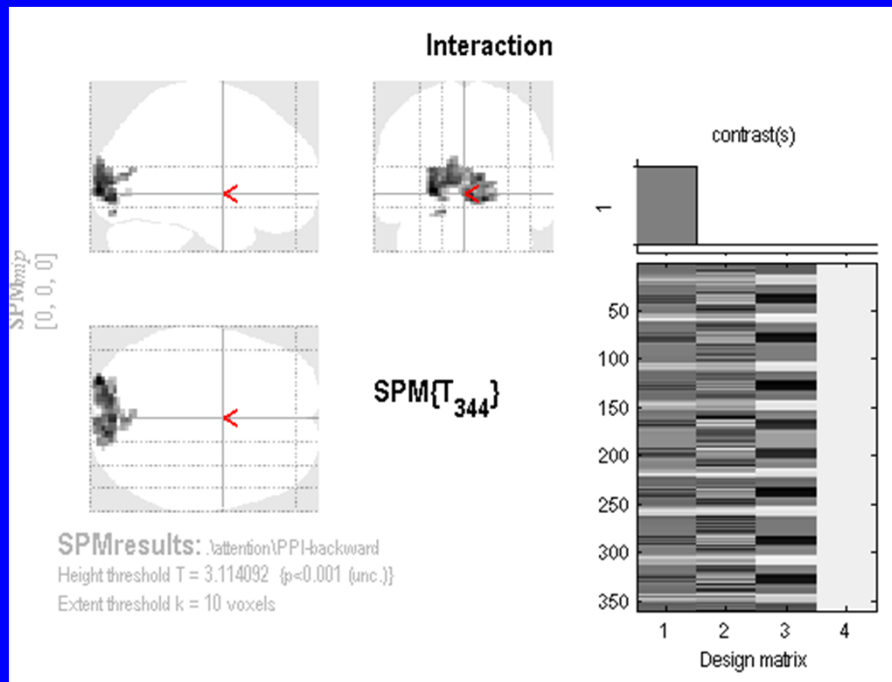 Interaction
SPMmip
[0, 0, 0]
SPM{T344}
contrast(s)
1
50
100
150
200
250
300
350
1 2 3 4
Design matrix
SPMresults: .\attention\PPI-backward
Height threshold T = 3.114092 {p<0.001 (unc.)}
Extent threshold k = 10 voxels